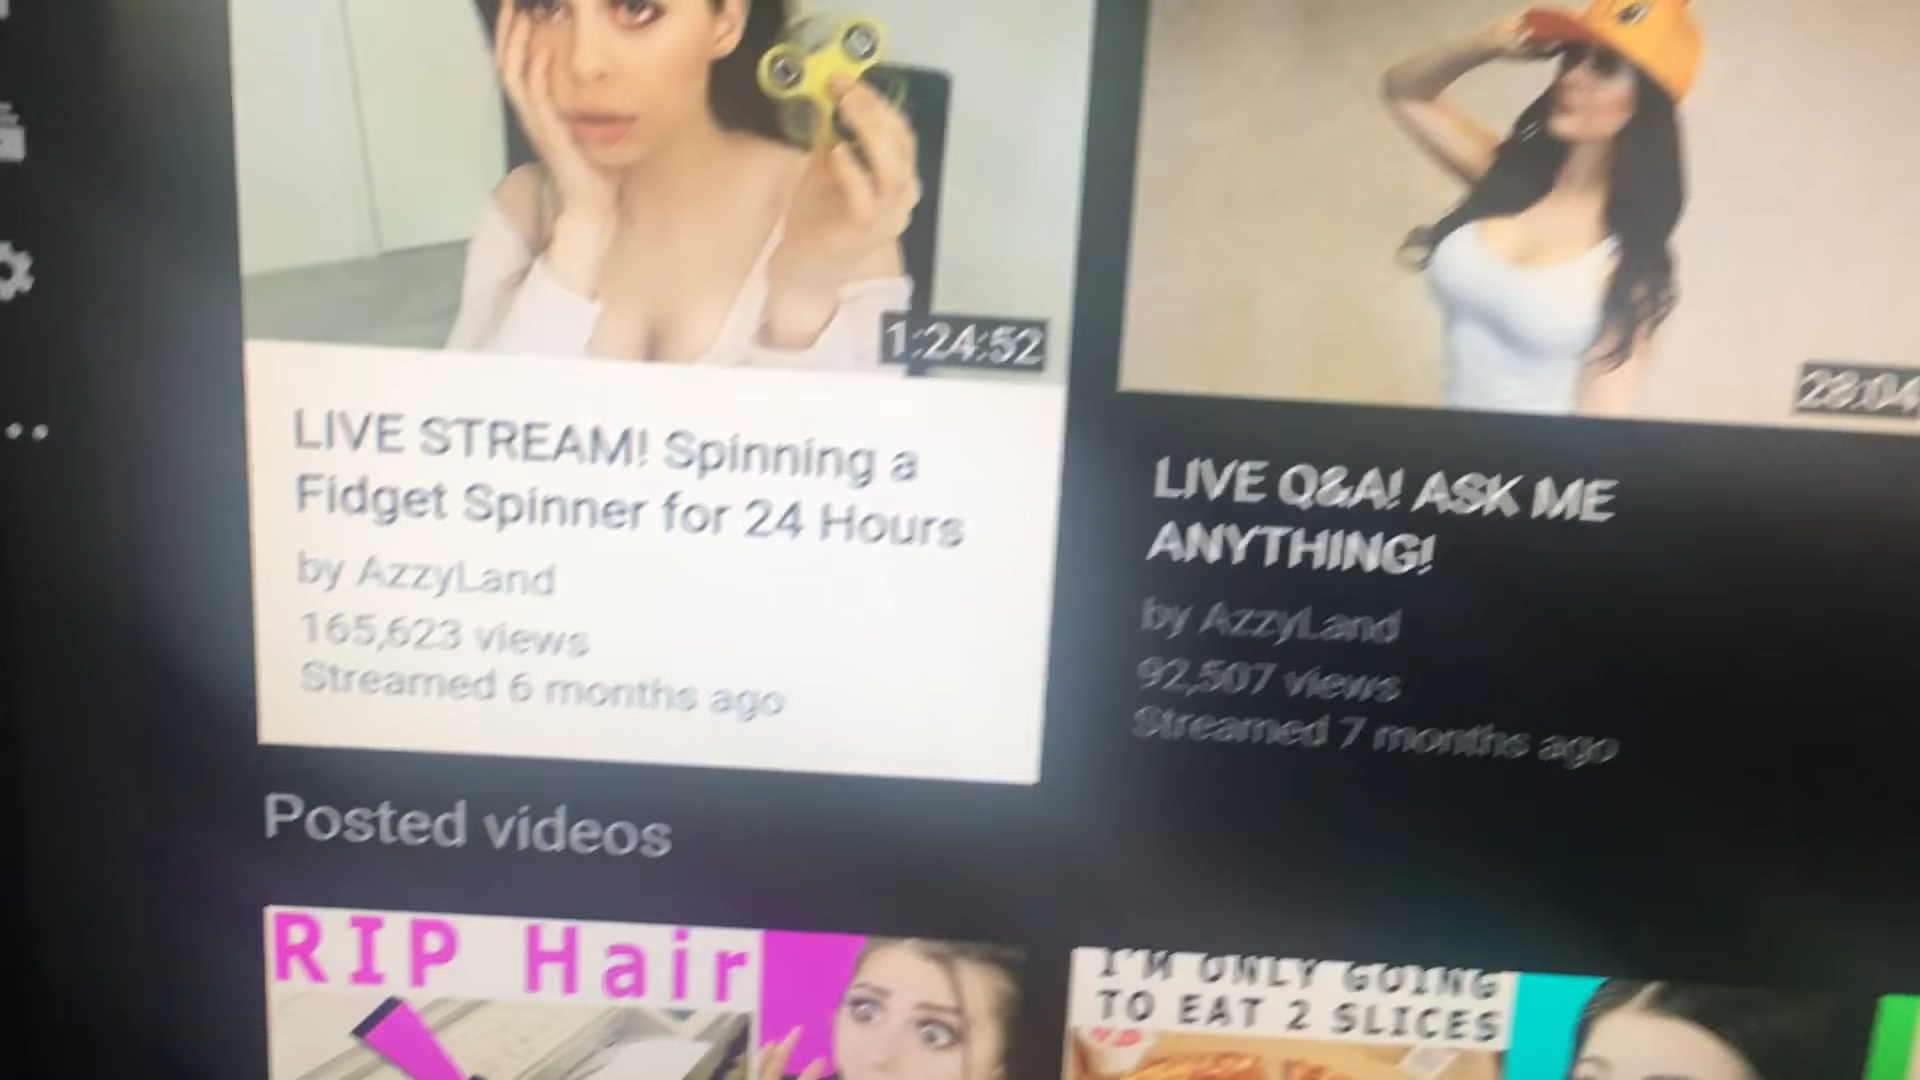 1:24:52
28:04
LIVE STREAM! Spinning a
Fidget Spinner for 24 Hours
by AzzyLand
165,623 views
Streamed 6 months ago
LIVE Q&A! ASK ME
ANYTHING!
by AzzyLand
92,507 views
Streamed 7 months ago
Posted videos
RIP Hair
I'M ONLY GOING
TO EAT 2 SLICES